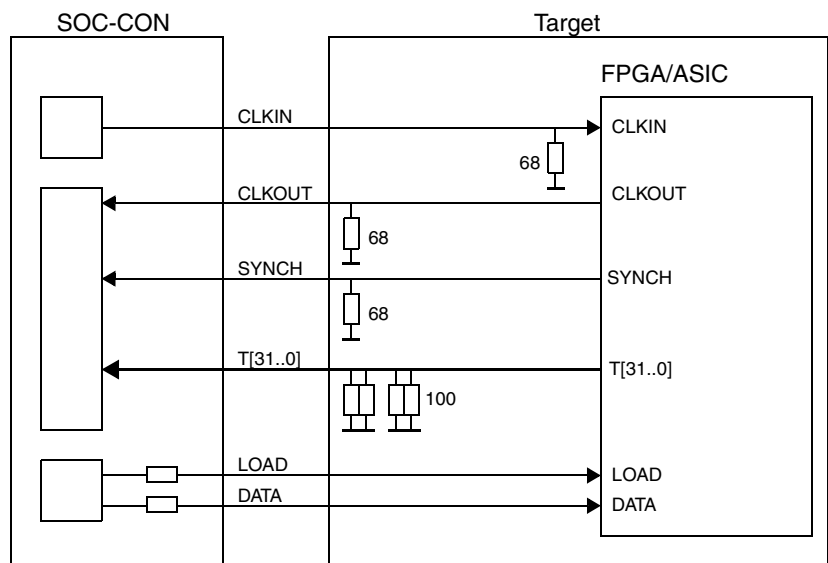 SOC-CON
Target
FPGA/ASIC
CLKIN
CLKIN
68
CLKOUT
CLKOUT
68
SYNCH
SYNCH
68
T[31..0]
T[31..0]
100
LOAD
LOAD
DATA
DATA